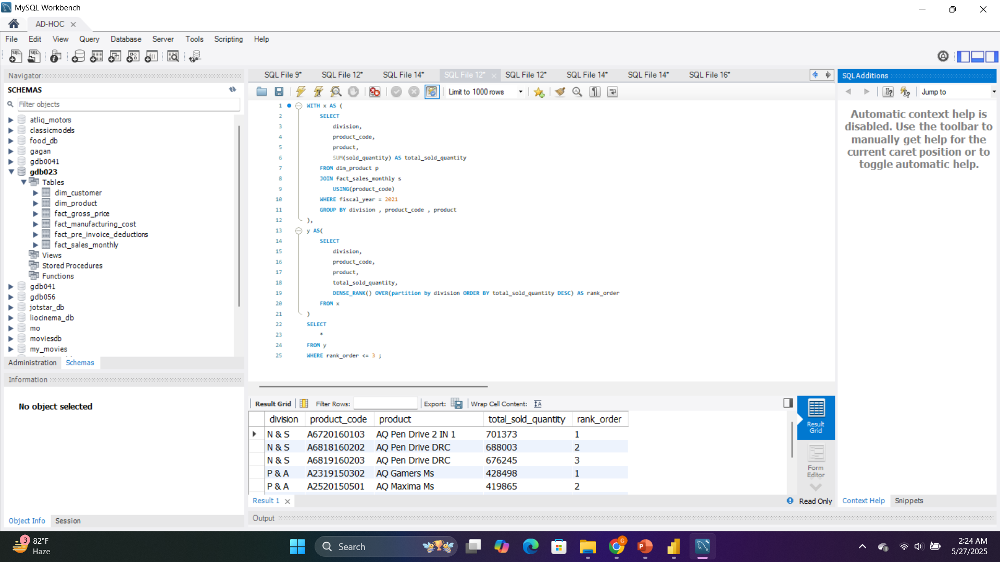 MySQL Workbench
AD-HOC
File Edit View Query Database Server Tools Scripting Help
Navigator
SCHEMAS
Filter objects
atliq_motors
classicmodels
food_db
gagan
gdb0041
gdb023
Tables
dim_customer
dim_product
fact_gross_price
fact_manufacturing_cost
fact_pre_invoice_deductions
fact_sales_monthly
Views
Stored Procedures
Functions
gdb041
gdb056
jotstar_db
liocinema_db
mo
moviesdb
my_movies
Administration Schemas
Information
No object selected
Object Info Session
SQL File 9* SQL File 12* SQL File 14* SQL File 12* SQL File 12* SQL File 14* SQL File 14* SQL File 16*
Limit to 1000 rows
1 WITH x AS (
2 SELECT
3 division,
4 product_code,
5 product,
6 SUM(sold_quantity) AS total_sold_quantity
7 FROM dim_product p
8 JOIN fact_sales_monthly s
9 USING(product_code)
10 WHERE fiscal_year = 2021
11 GROUP BY division , product_code , product
12 ),
13 y AS(
14 SELECT
15 division,
16 product_code,
17 product,
18 total_sold_quantity,
19 DENSE_RANK() OVER(partition by division ORDER BY total_sold_quantity DESC) AS rank_order
20 FROM x
21 )
22 SELECT
23 *
24 FROM y
25 WHERE rank_order <= 3 ;
Result Grid Filter Rows: Export: Wrap Cell Content:
division product_code product total_sold_quantity rank_order
N & S A6720160103 AQ Pen Drive 2 IN 1 701373 1
N & S A6818160202 AQ Pen Drive DRC 688003 2
N & S A6819160203 AQ Pen Drive DRC 676245 3
P & A A2319150302 AQ Gamers Ms 428498 1
P & A A2520150501 AQ Maxima Ms 419865 2
Result Grid
Form Editor
Result 1
Read Only
Output
SQLAdditions
Jump to
Automatic context help is
disabled. Use the toolbar to
manually get help for the
current caret position or to
toggle automatic help.
Context Help Snippets
3
82°F
Haze
Search
G
P
2:24 AM
5/27/2025